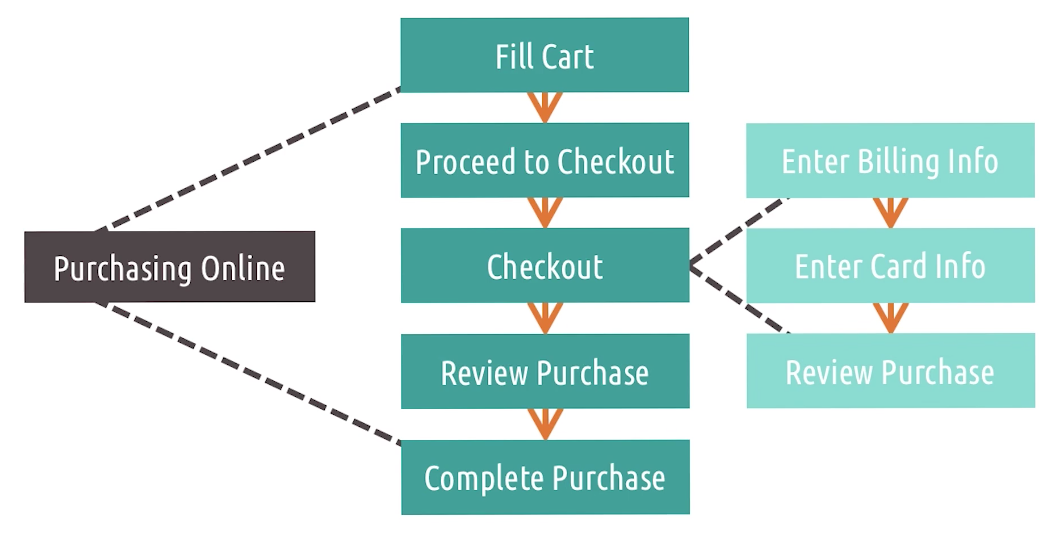 Purchasing Online
Fill Cart
Proceed to Checkout
Checkout
Review Purchase
Complete Purchase
Enter Billing Info
Enter Card Info
Review Purchase